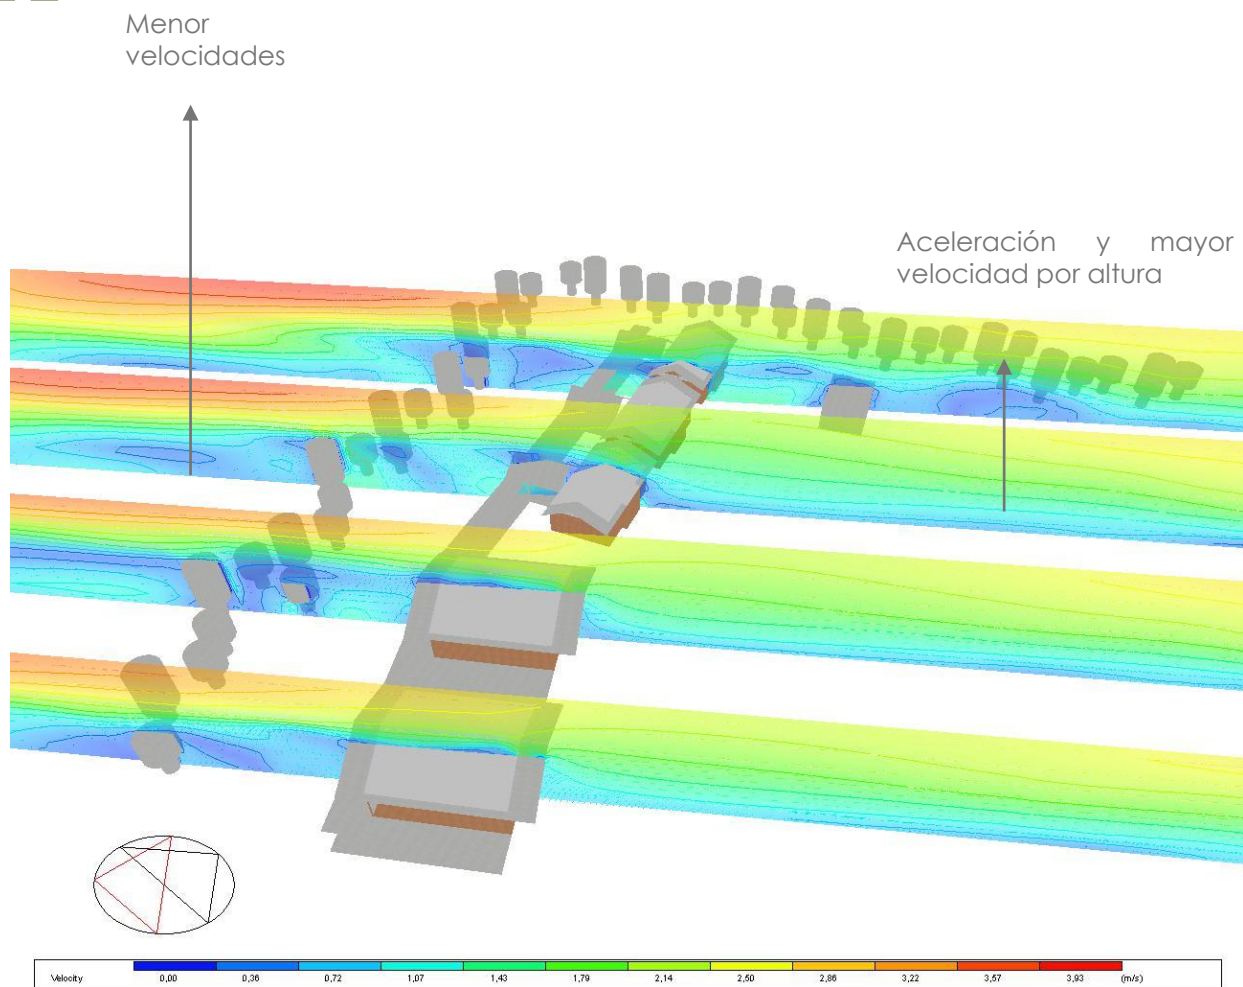 Menor
velocidades
Aceleración y mayor
velocidad por altura
Velocity 0,00 0,36 0,72 1,07 1,43 1,79 2,14 2,50 2,86 3,22 3,57 3,93 (m/s)